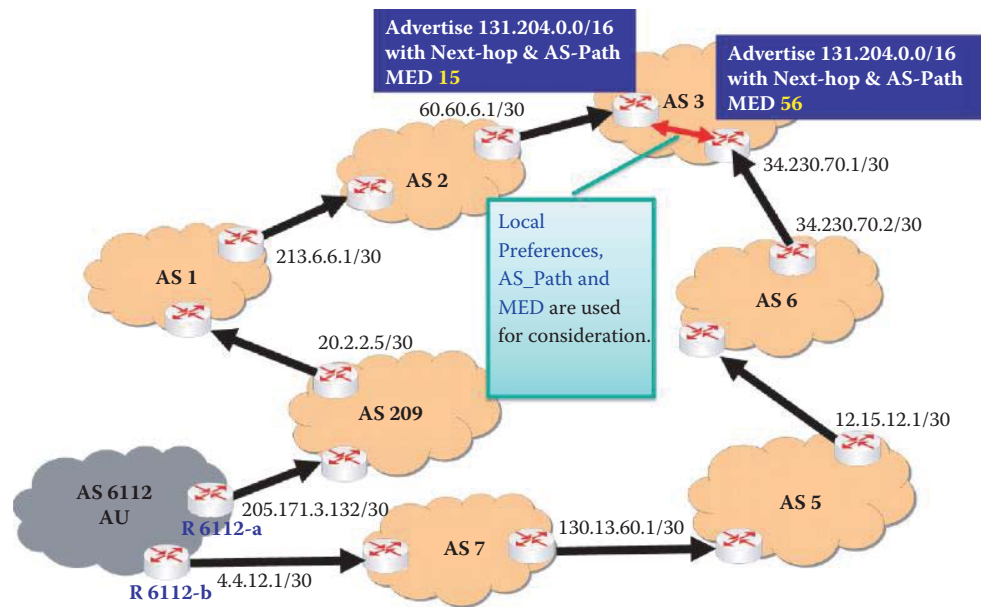 Advertise 131.204.0.0/16
with Next-hop & AS-Path
MED 15
Advertise 131.204.0.0/16
with Next-hop & AS-Path
MED 56
60.60.6.1/30
AS 3
34.230.70.1/30
AS 2
Local
Preferences,
AS_Path and
MED are used
for consideration.
34.230.70.2/30
213.6.6.1/30
AS 1
AS 6
20.2.2.5/30
AS 209
12.15.12.1/30
AS 6112
AU
R 6112-a
205.171.3.132/30
AS 5
AS 7
130.13.60.1/30
R 6112-b
4.4.12.1/30